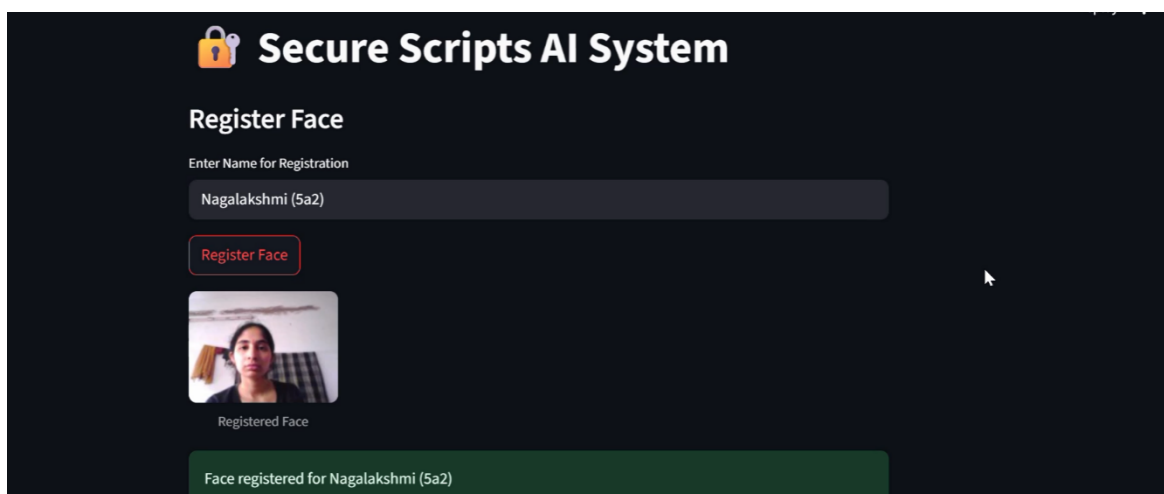 Secure Scripts AI System
Register Face
Enter Name for Registration
Nagalakshmi (5a2)
Register Face
Registered Face
Face registered for Nagalakshmi (5a2)